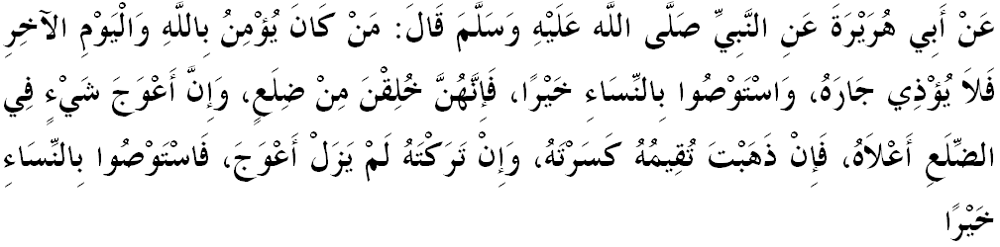 عَنْ أَبِي هُرَيْرَةَ عَنِ النَّبِيِّ صَلَّى اللَّه عَلَيْهِ وَسَلَّمَ قَالَ: مَنْ كَانَ يُؤْمِنُ بِاللَّهِ وَالْيَوْمِ الآخِرِ
فَلاَ يُؤْذِي جَارَهُ، وَاسْتَوْصُوا بِالنِّسَاءِ خَيْرًا، فَإِنَّهُنَّ خُلِقْنَ مِنْ ضِلَعٍ، وَإِنَّ أَعْوَجَ شَيْءٍ فِي
الضِّلَعِ أَعْلاَهُ، فَإِنْ ذَهَبْتَ تُقِيمُهُ كَسَرْتَهُ، وَإِنْ تَرَكْتَهُ لَمْ يَزَلْ أَعْوَجَ، فَاسْتَوْصُوا بِالنِّسَاءِ
خَيْرًا